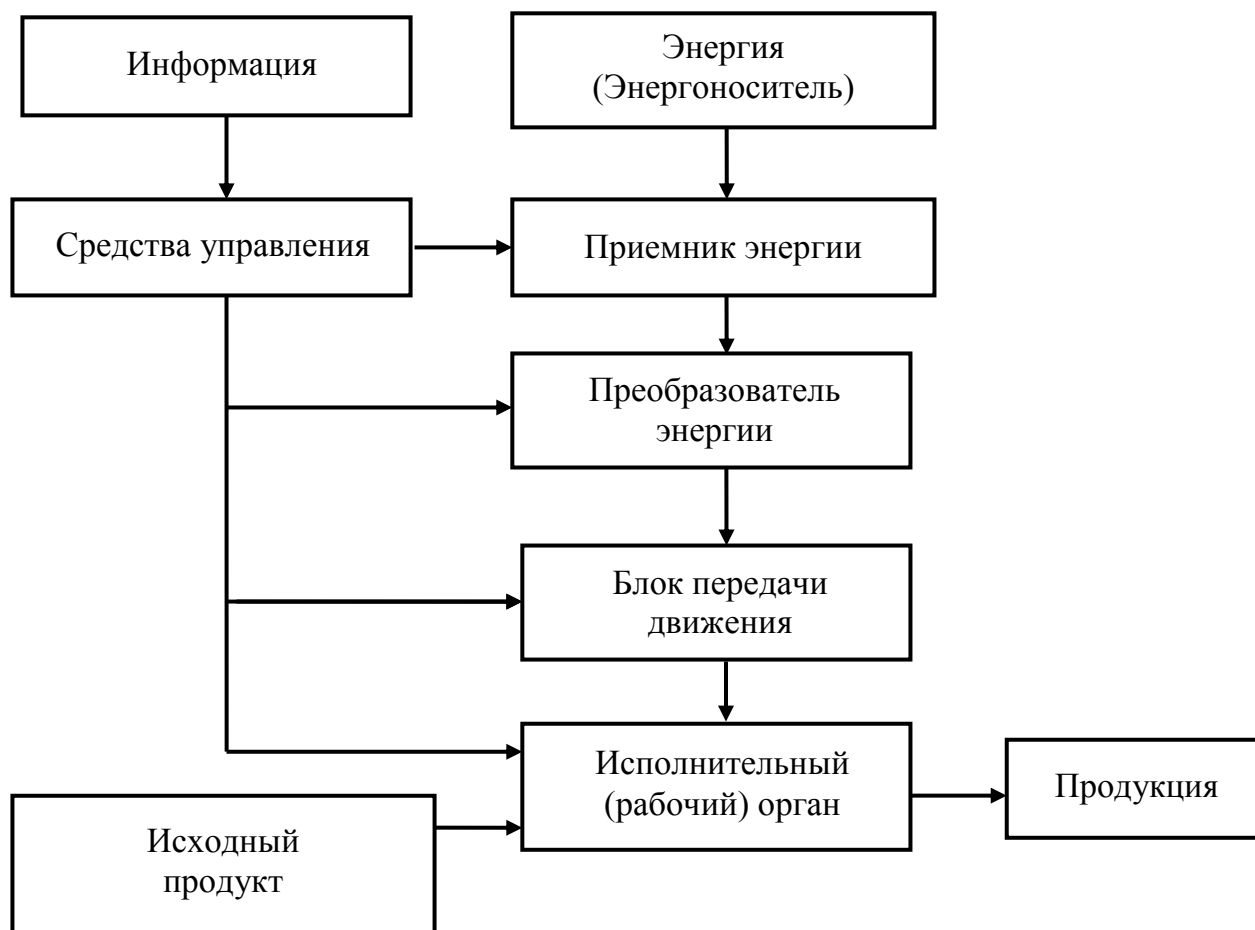 Информация
Энергия
(Энергоноситель)
Средства управления
Приемник энергии
Преобразователь
энергии
Блок передачи
движения
Исполнительный
(рабочий) орган
Продукция
Исходный
продукт